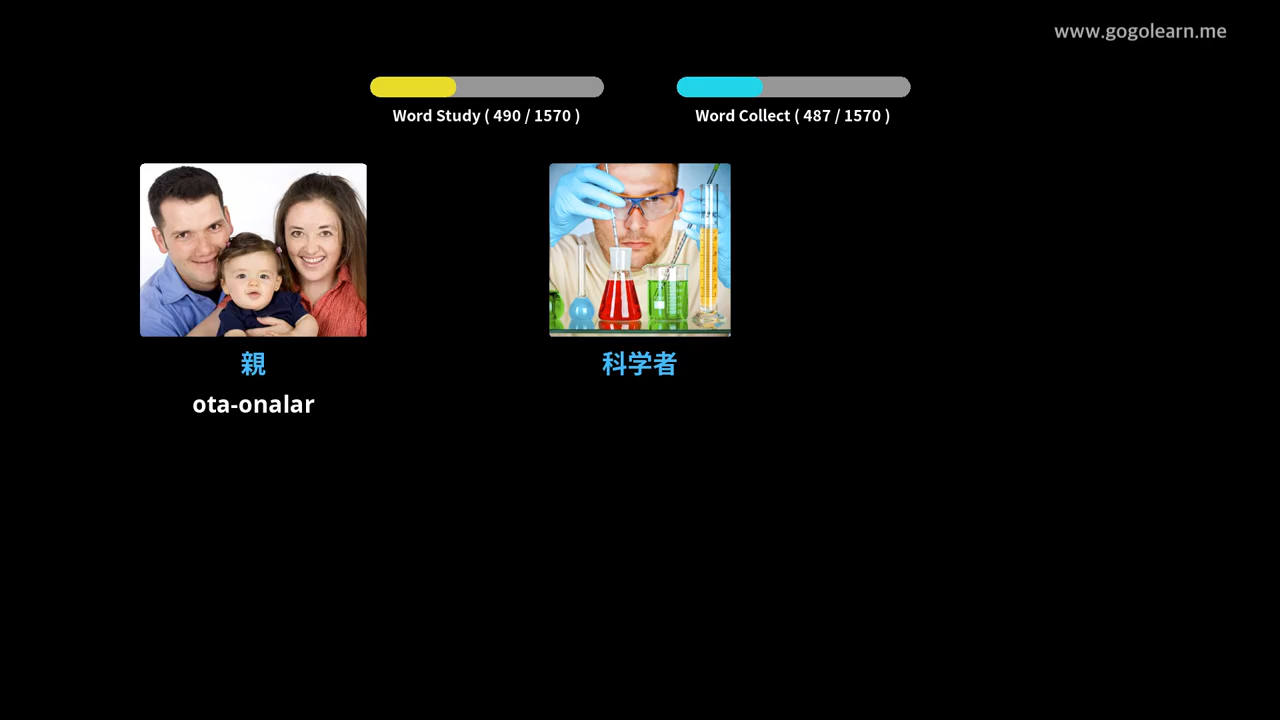 www.gogolearn.me
Word Study ( 490 / 1570 )
Word Collect ( 487 / 1570 )
親
科学者
ota-onalar